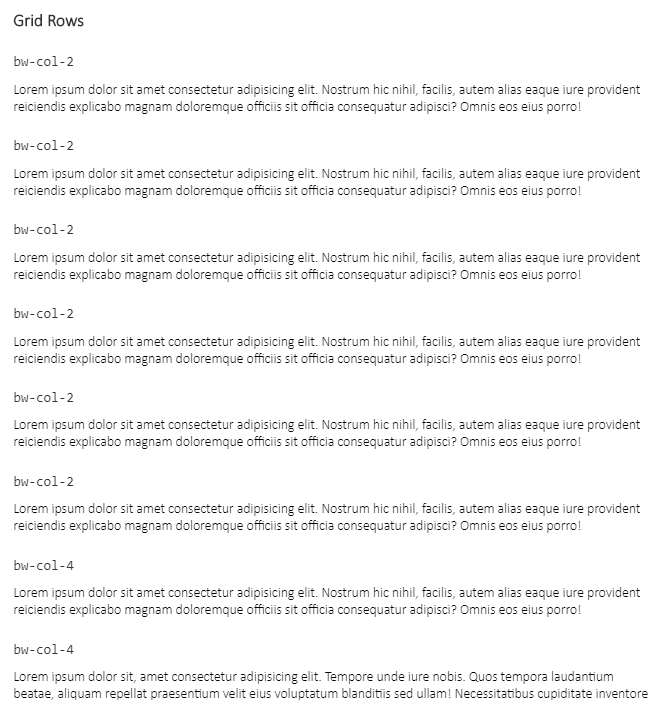 Grid Rows
bw-col-2
Lorem ipsum dolor sit amet consectetur adipisicing elit. Nostrum hic nihil, facilis, autem alias eaque iure provident
reiciendis explicabo magnam doloremque officiis sit officia consequatur adipisci? Omnis eos eius porro!
bw-col-2
Lorem ipsum dolor sit amet consectetur adipisicing elit. Nostrum hic nihil, facilis, autem alias eaque iure provident
reiciendis explicabo magnam doloremque officiis sit officia consequatur adipisci? Omnis eos eius porro!
bw-col-2
Lorem ipsum dolor sit amet consectetur adipisicing elit. Nostrum hic nihil, facilis, autem alias eaque iure provident
reiciendis explicabo magnam doloremque officiis sit officia consequatur adipisci? Omnis eos eius porro!
bw-col-2
Lorem ipsum dolor sit amet consectetur adipisicing elit. Nostrum hic nihil, facilis, autem alias eaque iure provident
reiciendis explicabo magnam doloremque officiis sit officia consequatur adipisci? Omnis eos eius porro!
bw-col-2
Lorem ipsum dolor sit amet consectetur adipisicing elit. Nostrum hic nihil, facilis, autem alias eaque iure provident
reiciendis explicabo magnam doloremque officiis sit officia consequatur adipisci? Omnis eos eius porro!
bw-col-2
Lorem ipsum dolor sit amet consectetur adipisicing elit. Nostrum hic nihil, facilis, autem alias eaque iure provident
reiciendis explicabo magnam doloremque officiis sit officia consequatur adipisci? Omnis eos eius porro!
bw-col-4
Lorem ipsum dolor sit amet consectetur adipisicing elit. Nostrum hic nihil, facilis, autem alias eaque iure provident
reiciendis explicabo magnam doloremque officiis sit officia consequatur adipisci? Omnis eos eius porro!
bw-col-4
Lorem ipsum dolor sit, amet consectetur adipisicing elit. Tempore unde iure nobis. Quos tempora laudantium
beatae, aliquam repellat praesentium velit eius voluptatum blanditiis sed ullam! Necessitatibus cupiditate inventore